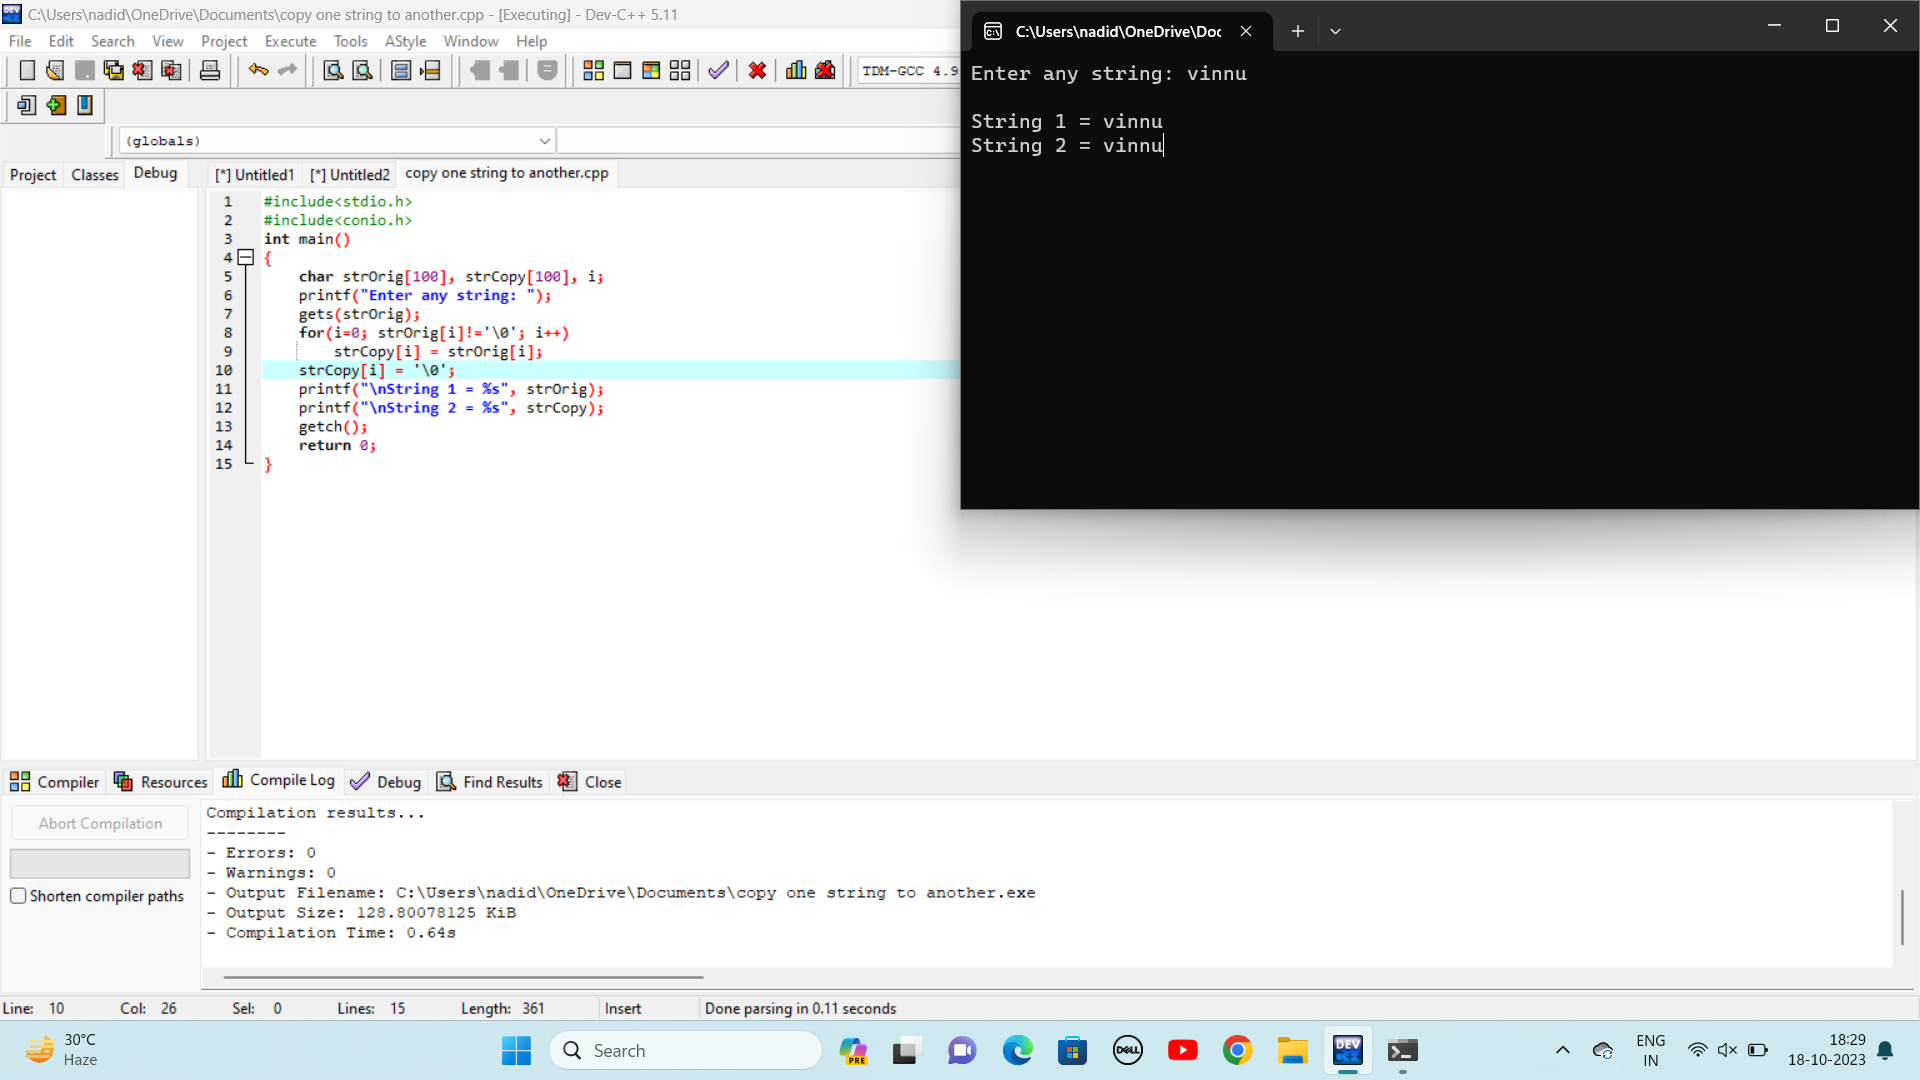 C:\Users\nadid\OneDrive\Documents\copy one string to another.cpp - [Executing] - Dev-C++ 5.11
File Edit Search View Project Execute Tools AStyle Window Help
TDM-GCC 4.9
(globals)
Project Classes Debug
[*] Untitled1 [*] Untitled2 copy one string to another.cpp
1 #include<stdio.h>
2 #include<conio.h>
3 int main()
4 {
5 char strOrig[100], strCopy[100], i;
6 printf("Enter any string: ");
7 gets(strOrig);
8 for(i=0; strOrig[i]!='\0'; i++)
9 strCopy[i] = strOrig[i];
10 strCopy[i] = '\0';
11 printf("\nString 1 = %s", strOrig);
12 printf("\nString 2 = %s", strCopy);
13 getch();
14 return 0;
15 }
C:\Users\nadid\OneDrive\Doc
Enter any string: vinnu
String 1 = vinnu
String 2 = vinnu
Compiler Resources Compile Log Debug Find Results Close
Abort Compilation
Shorten compiler paths
Compilation results...
--------
- Errors: 0
- Warnings: 0
- Output Filename: C:\Users\nadid\OneDrive\Documents\copy one string to another.exe
- Output Size: 128.80078125 KiB
- Compilation Time: 0.64s
Line: 10 Col: 26 Sel: 0 Lines: 15 Length: 361 Insert Done parsing in 0.11 seconds
30°C
Haze
Search
PRE
DELL
DEV
C++
ENG
IN
18:29
18-10-2023